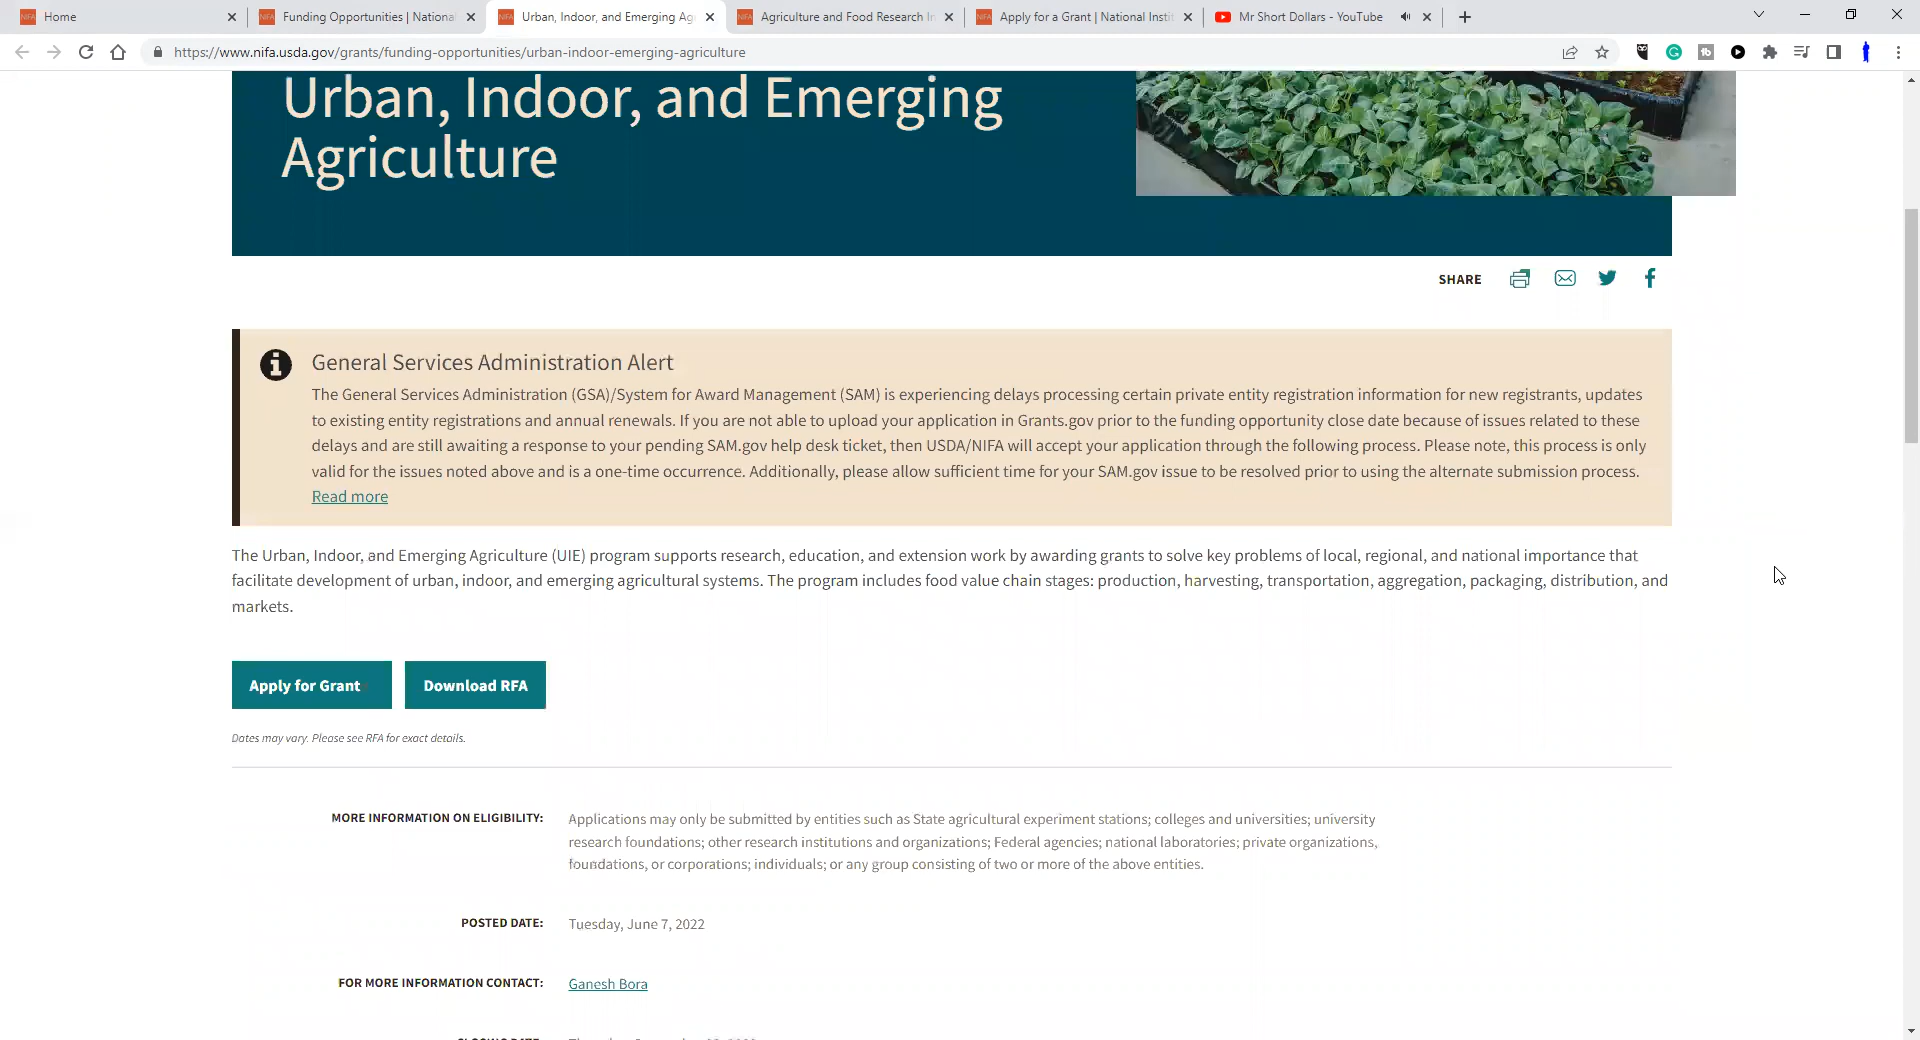 Home
Funding Opportunities | National
Urban, Indoor, and Emerging Ag
Agriculture and Food Research In
Apply for a Grant | National Instit
Mr Short Dollars - YouTube
https://www.nifa.usda.gov/grants/funding-opportunities/urban-indoor-emerging-agriculture
Urban, Indoor, and Emerging
Agriculture
SHARE
General Services Administration Alert
The General Services Administration (GSA)/System for Award Management (SAM) is experiencing delays processing certain private entity registration information for new registrants, updates
to existing entity registrations and annual renewals. If you are not able to upload your application in Grants.gov prior to the funding opportunity close date because of issues related to these
delays and are still awaiting a response to your pending SAM.gov help desk ticket, then USDA/NIFA will accept your application through the following process. Please note, this process is only
valid for the issues noted above and is a one-time occurrence. Additionally, please allow sufficient time for your SAM.gov issue to be resolved prior to using the alternate submission process.
Read more
The Urban, Indoor, and Emerging Agriculture (UIE) program supports research, education, and extension work by awarding grants to solve key problems of local, regional, and national importance that
facilitate development of urban, indoor, and emerging agricultural systems. The program includes food value chain stages: production, harvesting, transportation, aggregation, packaging, distribution, and
markets.
Apply for Grant
Download RFA
Dates may vary. Please see RFA for exact details.
MORE INFORMATION ON ELIGIBILITY:
Applications may only be submitted by entities such as State agricultural experiment stations; colleges and universities; university
research foundations; other research institutions and organizations; Federal agencies; national laboratories; private organizations,
foundations, or corporations; individuals; or any group consisting of two or more of the above entities.
POSTED DATE:
Tuesday, June 7, 2022
FOR MORE INFORMATION CONTACT:
Ganesh Bora